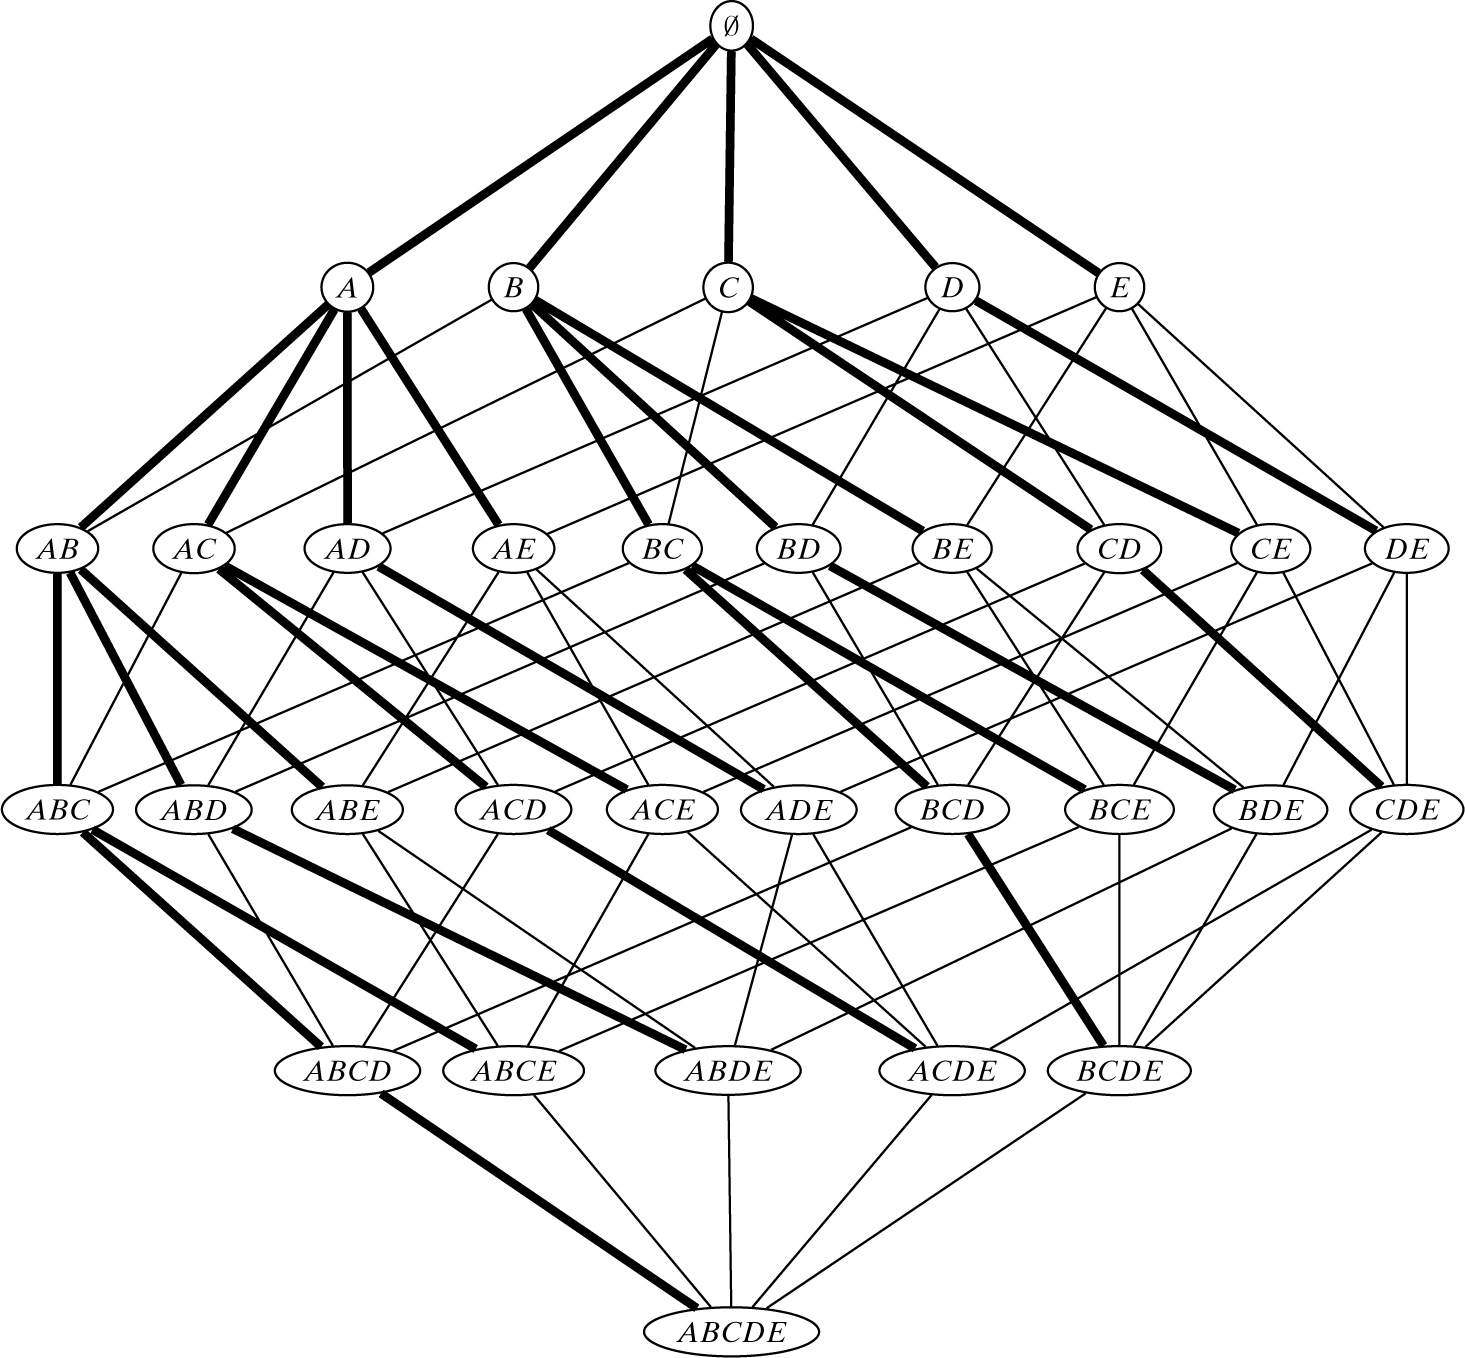 ∅
A B C D E
AB AC AD AE BC BD BE CD CE DE
ABC ABD ABE ACD ACE ADE BCD BCE BDE CDE
ABCD ABCE ABDE ACDE BCDE
ABCDE